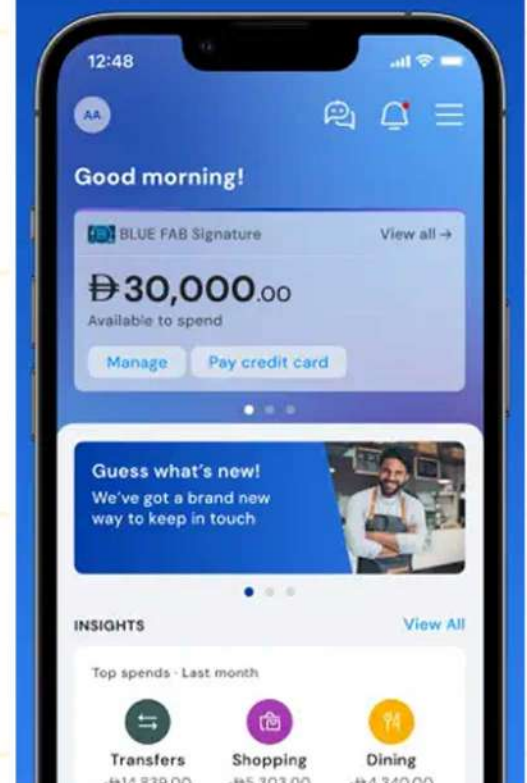 12:48
AA
Good morning!
BLUE FAB Signature
View all →
30,000.00
Available to spend
Manage
Pay credit card
Guess what's new!
We've got a brand new
way to keep in touch
INSIGHTS
View All
Top spends · Last month
Transfers
Shopping
Dining